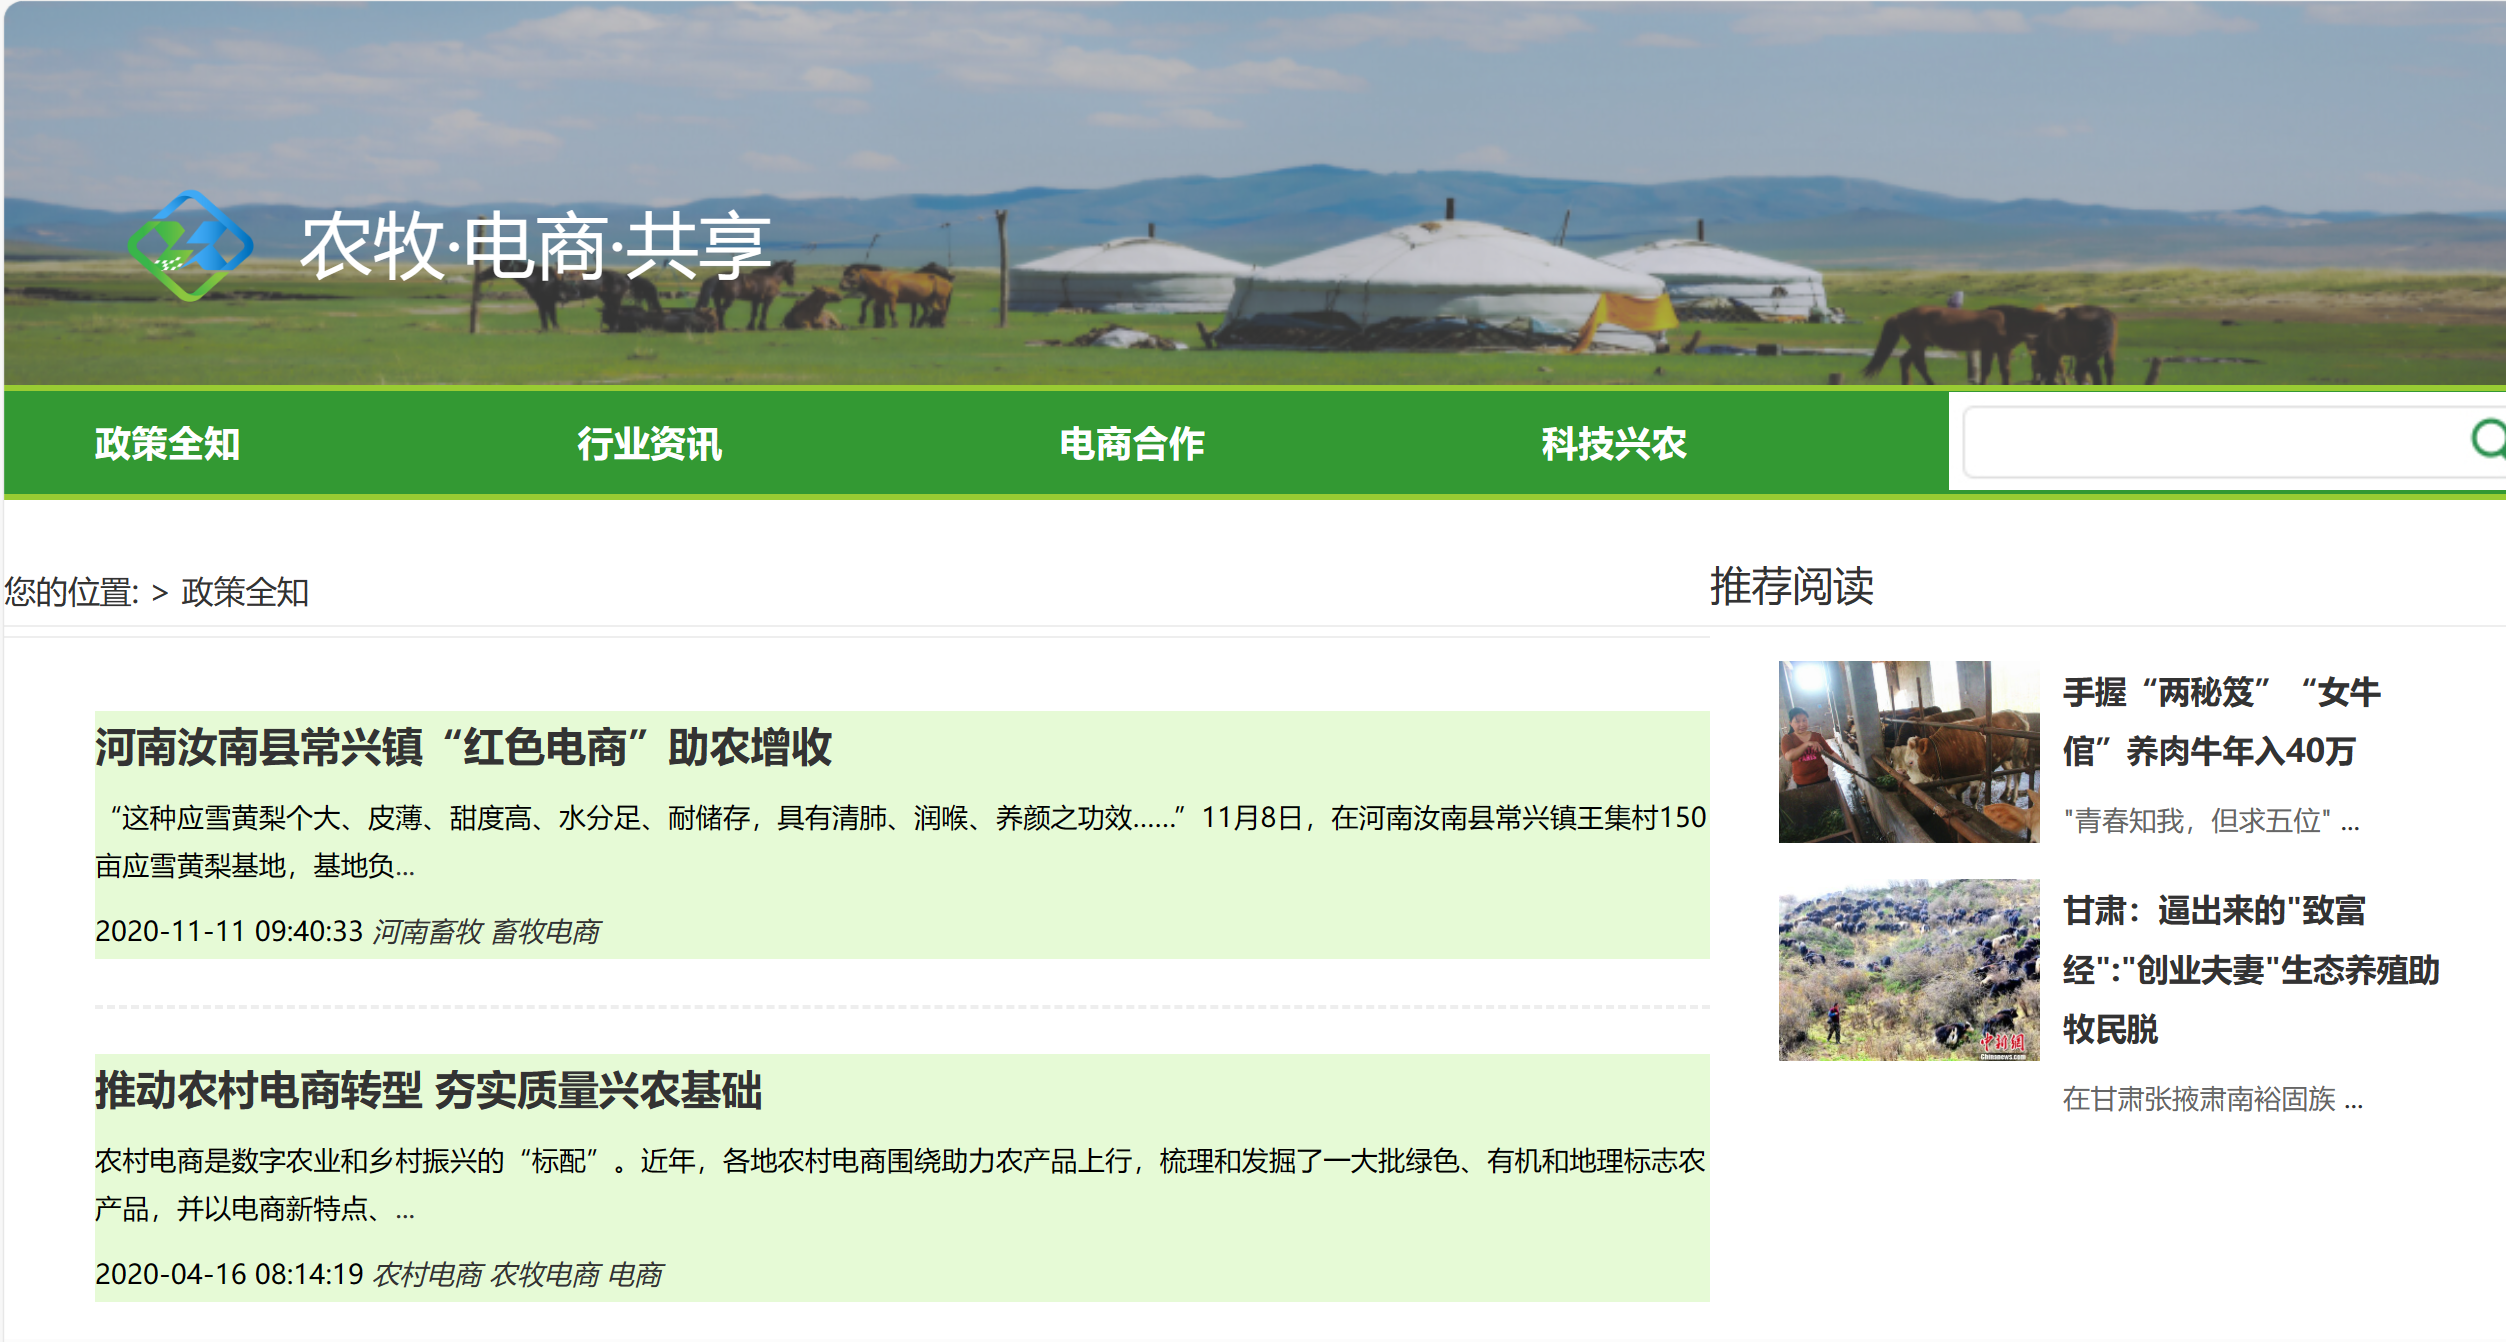 农牧·电商·共享
政策全知
行业资讯
电商合作
科技兴农
您的位置: > 政策全知
河南汝南县常兴镇“红色电商”助农增收
“这种应雪黄梨个大、皮薄、甜度高、水分足、耐储存，具有清肺、润喉、养颜之功效……”11月8日，在河南汝南县常兴镇王集村150
亩应雪黄梨基地，基地负...
2020-11-11 09:40:33 河南畜牧 畜牧电商
推动农村电商转型 夯实质量兴农基础
农村电商是数字农业和乡村振兴的“标配”。近年，各地农村电商围绕助力农产品上行，梳理和发掘了一大批绿色、有机和地理标志农
产品，并以电商新特点、...
2020-04-16 08:14:19 农村电商 农牧电商 电商
推荐阅读
手握“两秘笈” “女牛
倌”养肉牛年入40万
"青春知我，但求五位" ...
甘肃：逼出来的"致富
经":"创业夫妻"生态养殖助
牧民脱
在甘肃张掖肃南裕固族 ...
中新网
Chinanews.com